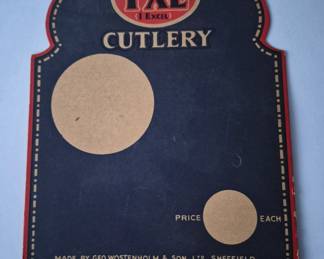 I*XL
I EXCEL
CUTLERY
PRICE EACH
MADE BY GEO. WOSTENHOLM & SON, LTD. SHEFFIELD